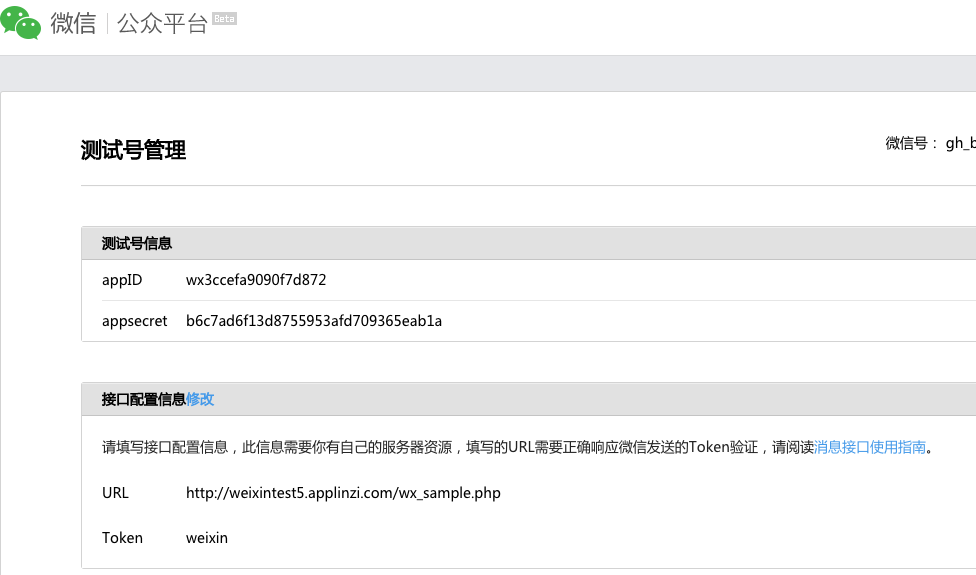 微信 | 公众平台 Beta
测试号管理
微信号： gh_b
测试号信息
appID wx3ccefa9090f7d872
appsecret b6c7ad6f13d8755953afd709365eab1a
接口配置信息修改
请填写接口配置信息，此信息需要你有自己的服务器资源，填写的URL需要正确响应微信发送的Token验证，请阅读消息接口使用指南。
URL http://weixintest5.applinzi.com/wx_sample.php
Token weixin